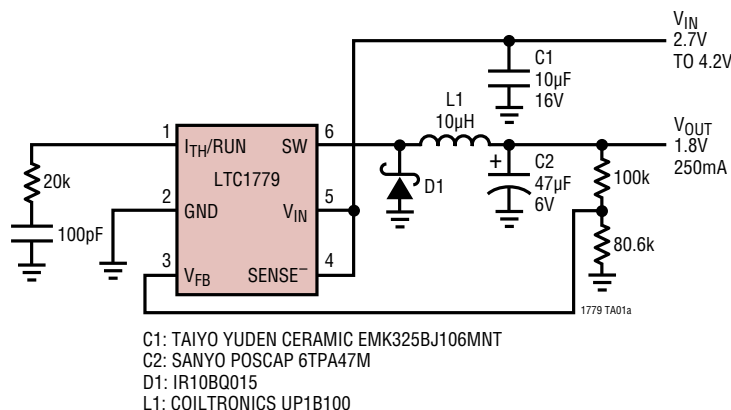 V_IN
2.7V
TO 4.2V
C1
10µF
16V
L1
10µH
V_OUT
1.8V
250mA
1
I_TH/RUN
SW
6
20k
LTC1779
D1
+
C2
47µF
6V
100k
2
GND
V_IN
5
100pF
80.6k
3
V_FB
SENSE⁻
4
1779 TA01a
C1: TAIYO YUDEN CERAMIC EMK325BJ106MNT
C2: SANYO POSCAP 6TPA47M
D1: IR10BQ015
L1: COILTRONICS UP1B100